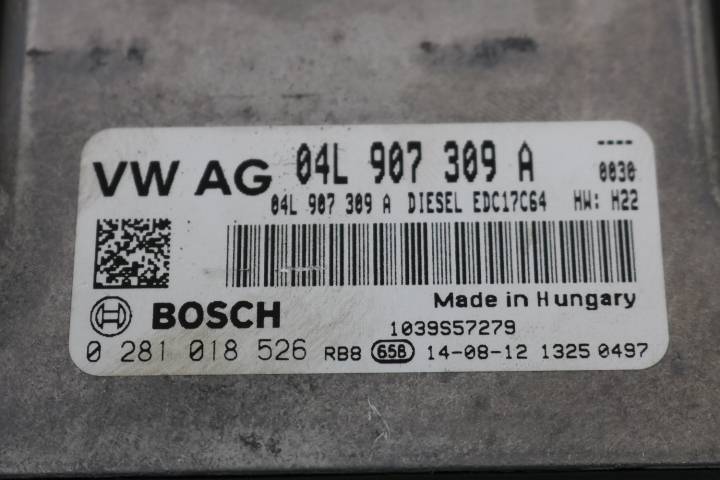 VW AG 04L 907 309 A ----
0030
04L 907 309 A DIESEL EDC17C64 HW: H22
Made in Hungary
BOSCH
1039S57279
0 281 018 526 RB8 658 14-08-12 1325 0497